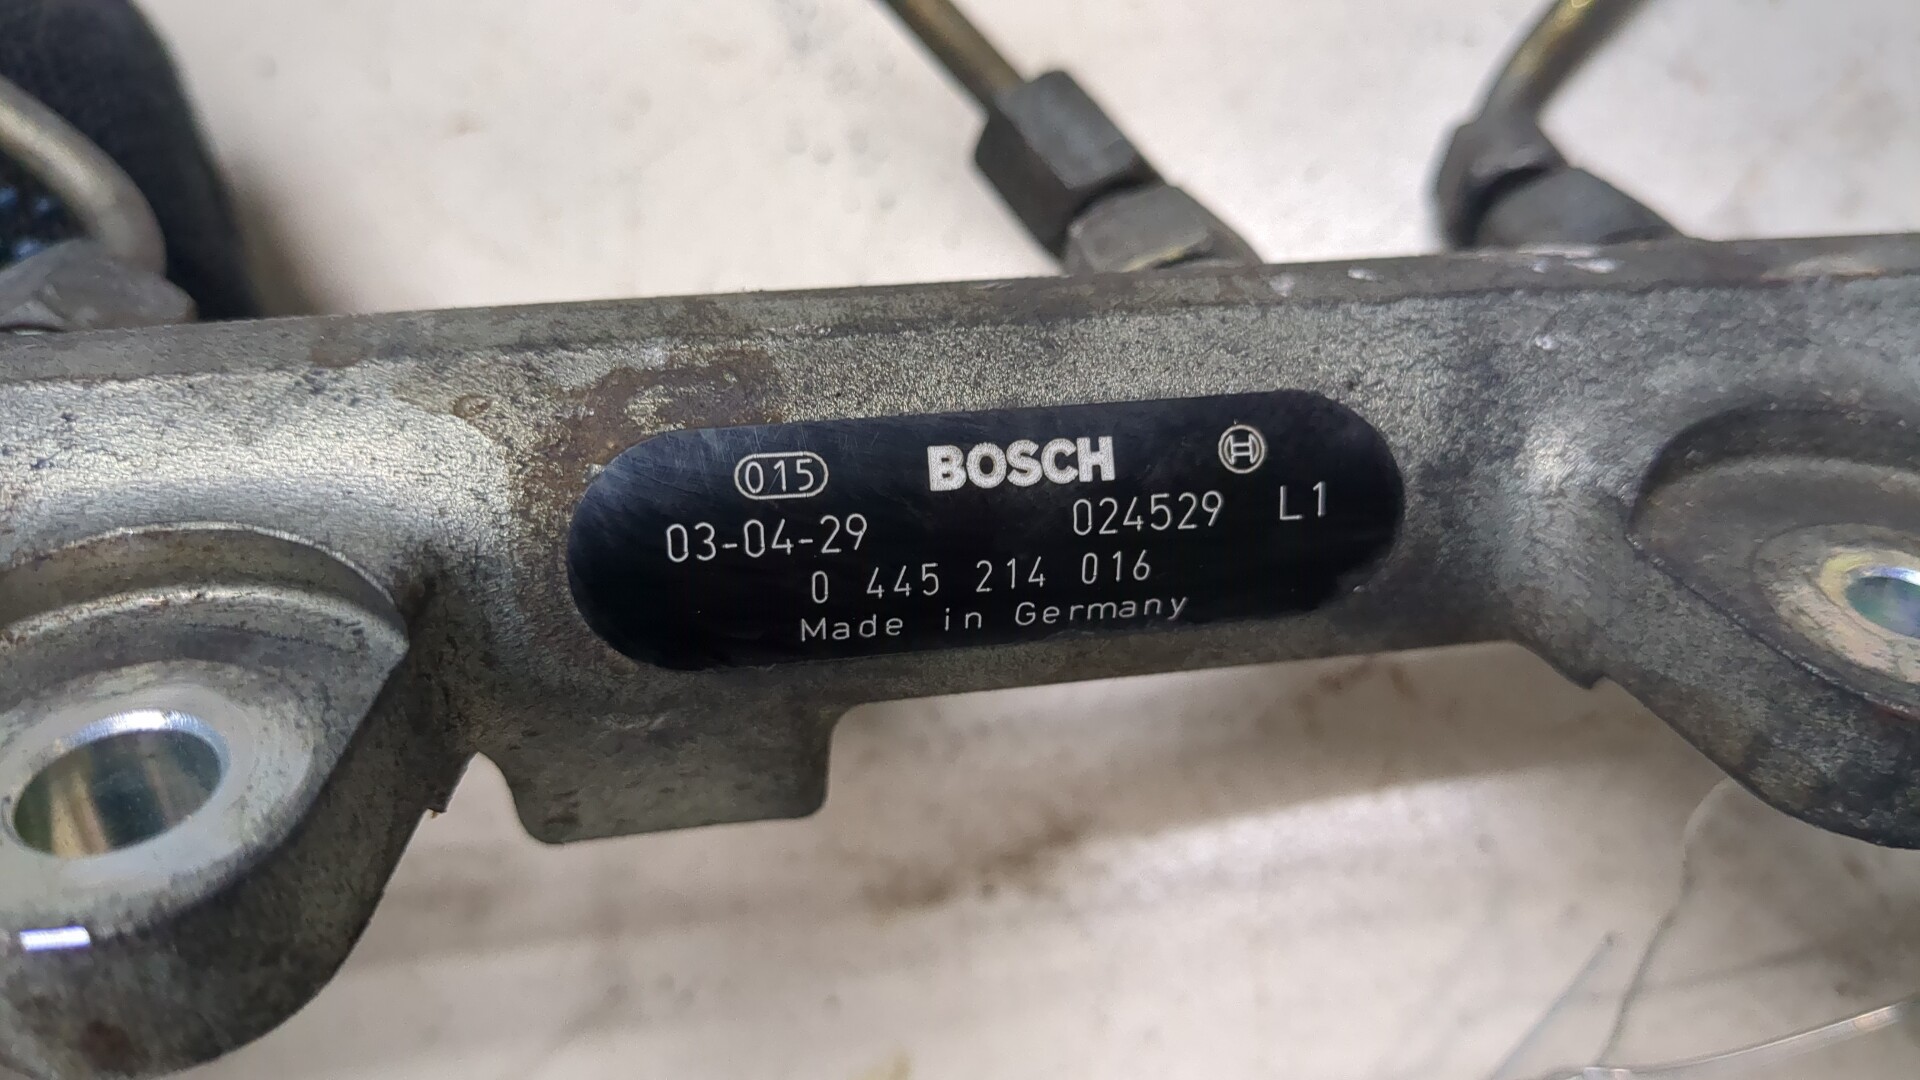 015 BOSCH
03-04-29 024529 L1
0 445 214 016
Made in Germany